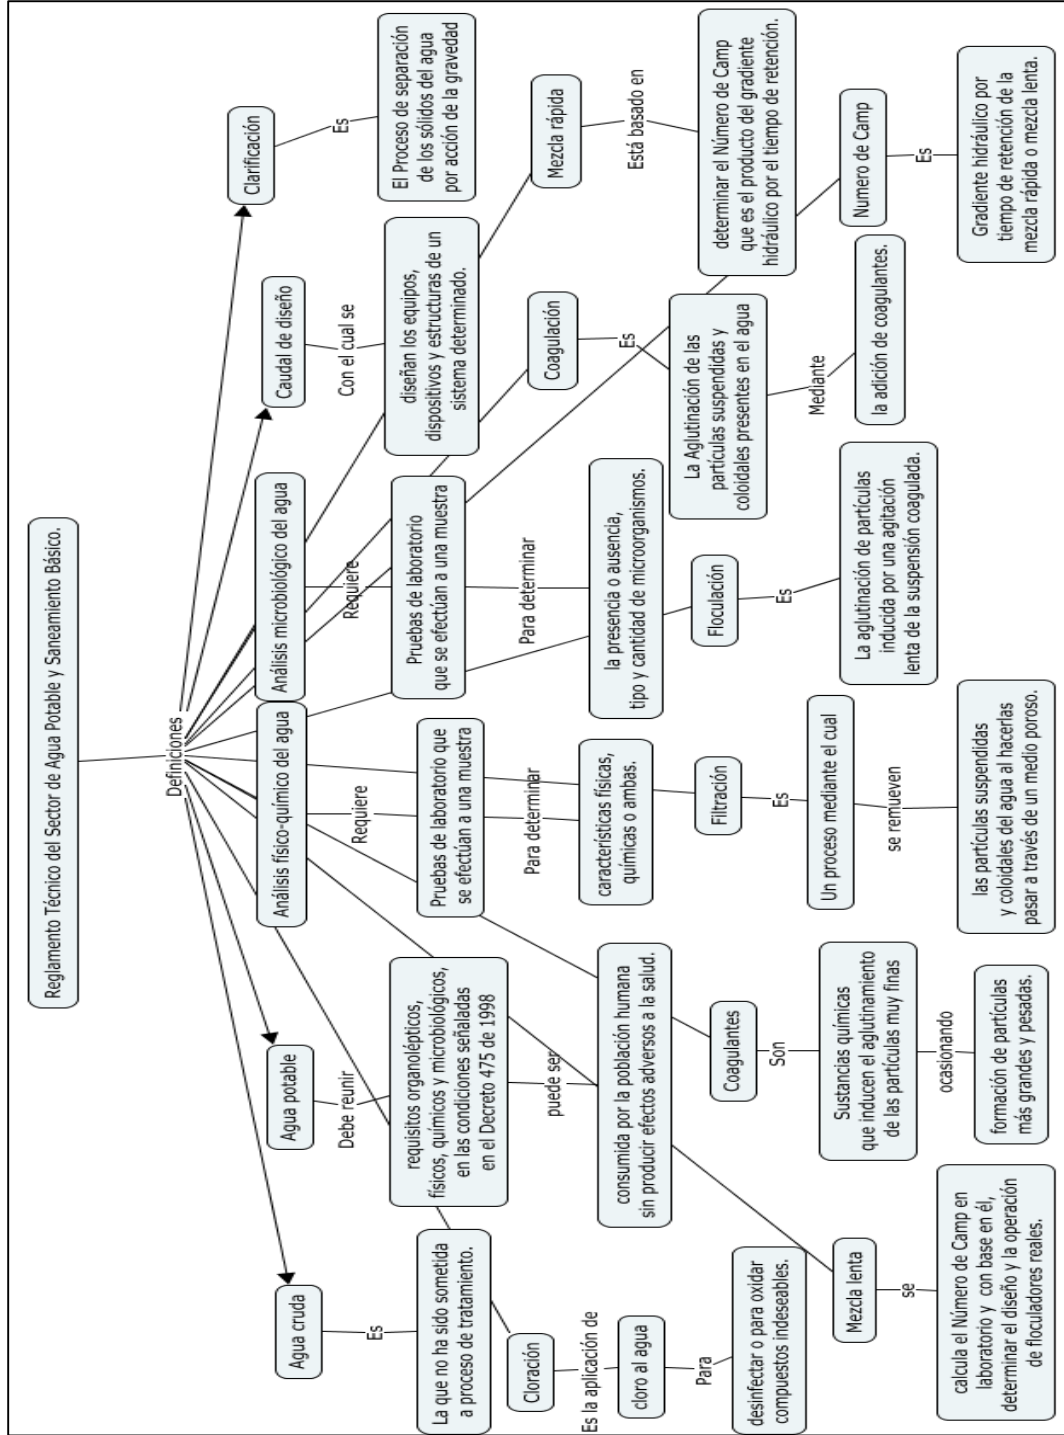 Reglamento Técnico del Sector de Agua Potable y Saneamiento Básico.
Definiciones
Agua cruda
Es
La que no ha sido sometida
a proceso de tratamiento.
Agua potable
Debe reunir
requisitos organolépticos,
físicos, químicos y microbiológicos,
en las condiciones señaladas
en el Decreto 475 de 1998
puede ser
consumida por la población humana
sin producir efectos adversos a la salud.
Análisis físico-químico del agua
Requiere
Pruebas de laboratorio que
se efectúan a una muestra
Para determinar
características físicas,
químicas o ambas.
Análisis microbiológico del agua
Requiere
Pruebas de laboratorio
que se efectúan a una muestra
Para determinar
la presencia o ausencia,
tipo y cantidad de microorganismos.
Caudal de diseño
Con el cual se
diseñan los equipos,
dispositivos y estructuras de un
sistema determinado.
Clarificación
Es
El Proceso de separación
de los sólidos del agua
por acción de la gravedad
Cloración
Es la aplicación de
cloro al agua
Para
desinfectar o para oxidar
compuestos indeseables.
Mezcla lenta
se
calcula el Número de Camp en
laboratorio y con base en él,
determinar el diseño y la operación
de floculadores reales.
Coagulantes
Son
Sustancias químicas
que inducen el aglutinamiento
de las partículas muy finas
ocasionando
formación de partículas
más grandes y pesadas.
Filtración
Es
Un proceso mediante el cual
se remueven
las partículas suspendidas
y coloidales del agua al hacerlas
pasar a través de un medio poroso.
Floculación
Es
La aglutinación de partículas
inducida por una agitación
lenta de la suspensión coagulada.
Coagulación
Es
La Aglutinación de las
partículas suspendidas y
coloidales presentes en el agua
Mediante
la adición de coagulantes.
Mezcla rápida
Está basado en
determinar el Número de Camp
que es el producto del gradiente
hidráulico por el tiempo de retención.
Numero de Camp
Es
Gradiente hidráulico por
tiempo de retención de la
mezcla rápida o mezcla lenta.